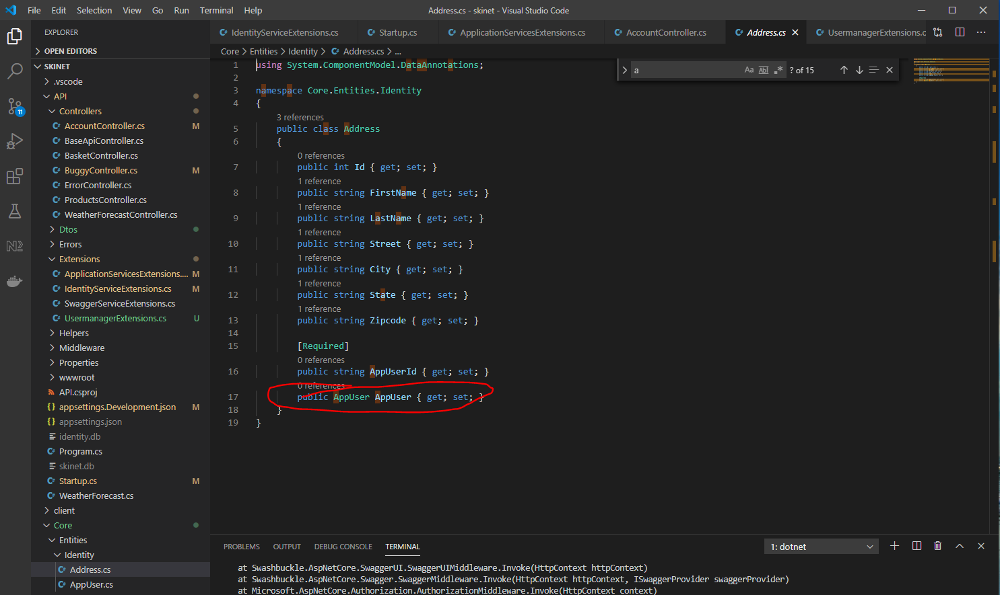 File Edit Selection View Go Run Terminal Help
Address.cs - skinet - Visual Studio Code
EXPLORER
OPEN EDITORS
SKINET
.vscode
API
Controllers
AccountController.cs M
BaseApiController.cs
BasketController.cs
BuggyController.cs M
ErrorController.cs
ProductsController.cs
WeatherForecastController.cs
Dtos
Errors
Extensions
ApplicationServicesExtensions.... M
IdentityServiceExtensions.cs M
SwaggerServiceExtensions.cs
UsermanagerExtensions.cs U
Helpers
Middleware
Properties
wwwroot
API.csproj
{} appsettings.Development.json M
{} appsettings.json
identity.db
Program.cs
skinet.db
Startup.cs M
WeatherForecast.cs
client
Core
Entities
Identity
Address.cs
AppUser.cs
11
IdentityServiceExtensions.cs
Startup.cs
ApplicationServicesExtensions.cs
AccountController.cs
Address.cs
UsermanagerExtensions.c
Core > Entities > Identity > Address.cs > ...
a Aa Abl .* ? of 15
1 using System.ComponentModel.DataAnnotations;
2
3 namespace Core.Entities.Identity
4 {
3 references
5 public class Address
6 {
0 references
7 public int Id { get; set; }
1 reference
8 public string FirstName { get; set; }
1 reference
9 public string LastName { get; set; }
1 reference
10 public string Street { get; set; }
1 reference
11 public string City { get; set; }
1 reference
12 public string State { get; set; }
1 reference
13 public string Zipcode { get; set; }
14
15 [Required]
0 references
16 public string AppUserId { get; set; }
0 references
17 public AppUser AppUser { get; set; }
18 }
19 }
PROBLEMS OUTPUT DEBUG CONSOLE TERMINAL
1: dotnet
at Swashbuckle.AspNetCore.SwaggerUI.SwaggerUIMiddleware.Invoke(HttpContext httpContext)
at Swashbuckle.AspNetCore.Swagger.SwaggerMiddleware.Invoke(HttpContext httpContext, ISwaggerProvider swaggerProvider)
at Microsoft.AspNetCore.Authorization.AuthorizationMiddleware.Invoke(HttpContext context)